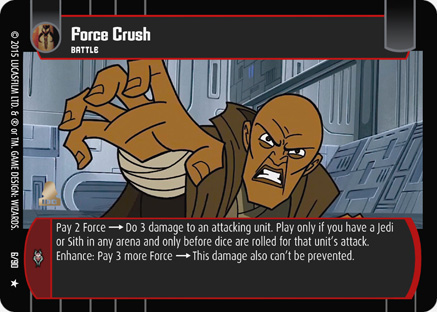 Force Crush
BATTLE
Pay 2 Force → Do 3 damage to an attacking unit. Play only if you have a Jedi
or Sith in any arena and only before dice are rolled for that unit's attack.
Enhance: Pay 3 more Force → This damage also can't be prevented.
© 2015 LUCASFILM LTD. & ® or TM. GAME DESIGN: WIZARDS.
6/90 ★